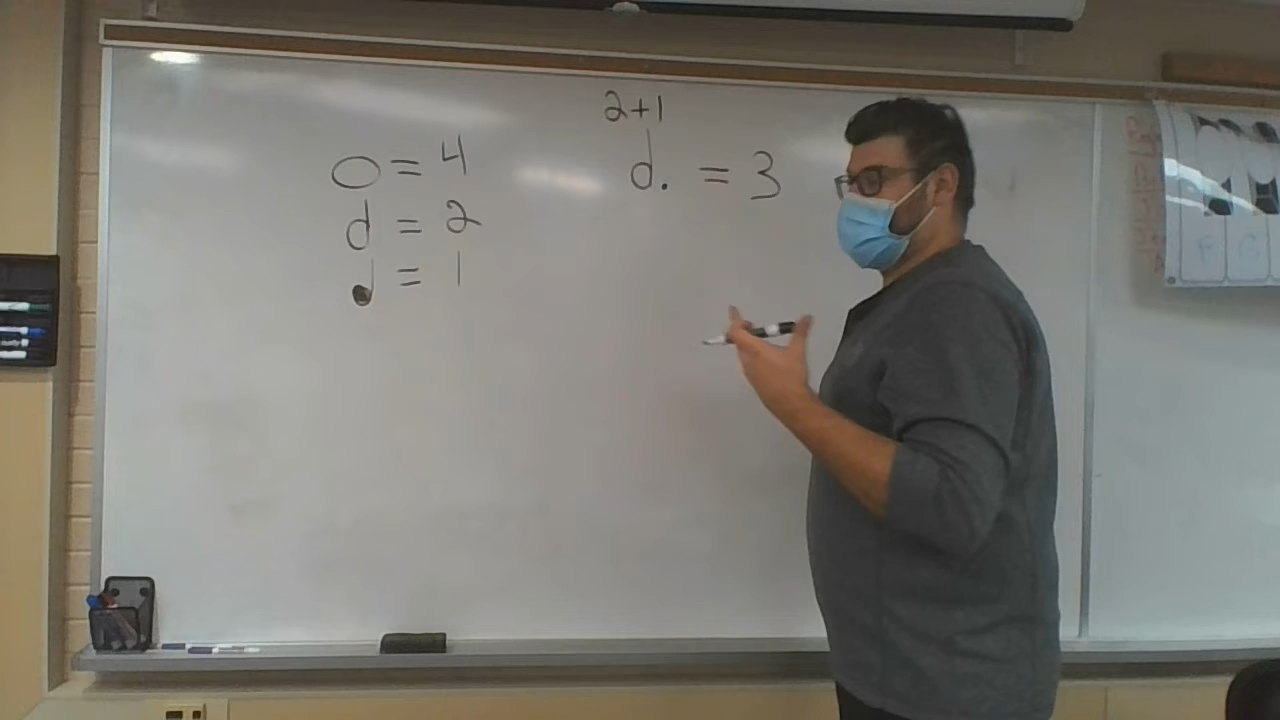 o = 4
𝅗𝅥 = 2
♩ = 1
2+1
𝅗𝅥. = 3
F G